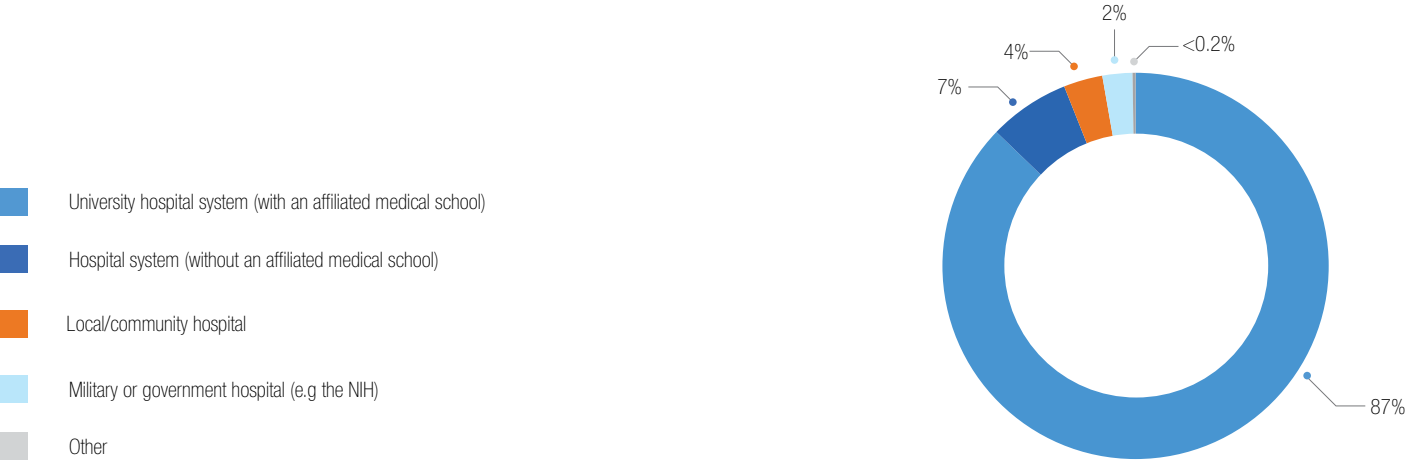 2%
<0.2%
4%
7%
University hospital system (with an affiliated medical school)
Hospital system (without an affiliated medical school)
Local/community hospital
Military or government hospital (e.g the NIH)
87%
Other